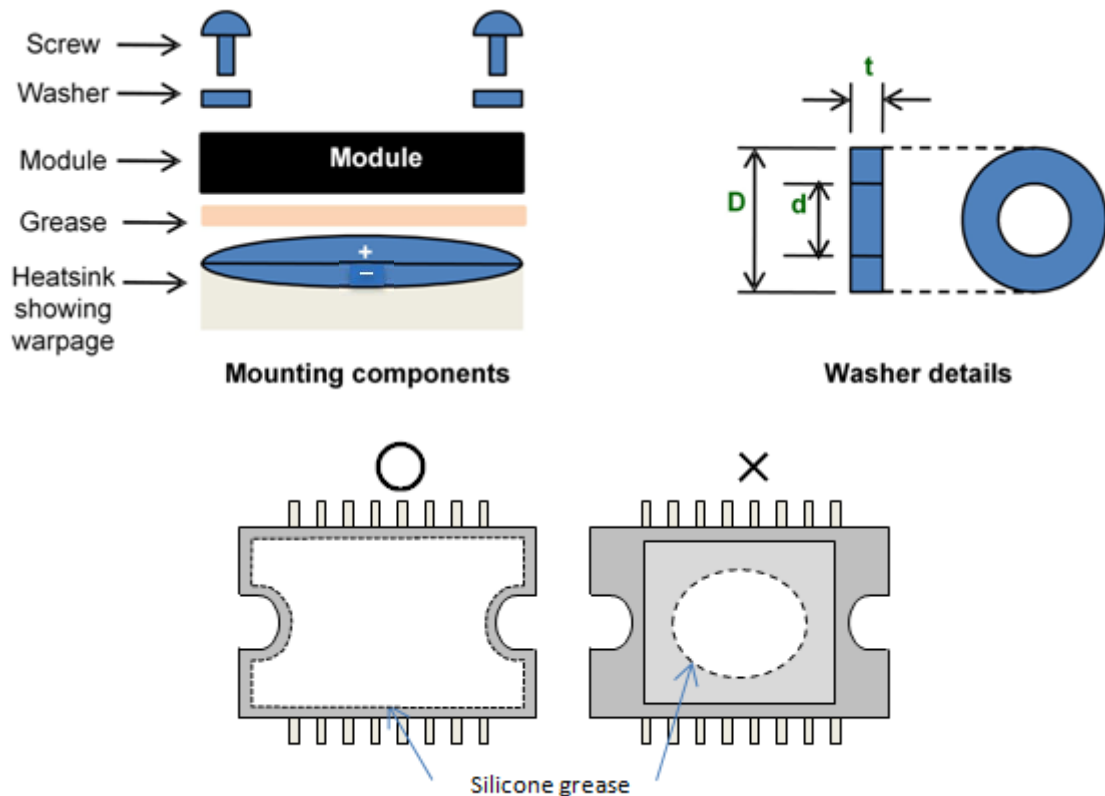 Screw
Washer
Module
Module
Grease
+
−
Heatsink
showing
warpage
Mounting components
t
D
d
Washer details
Silicone grease